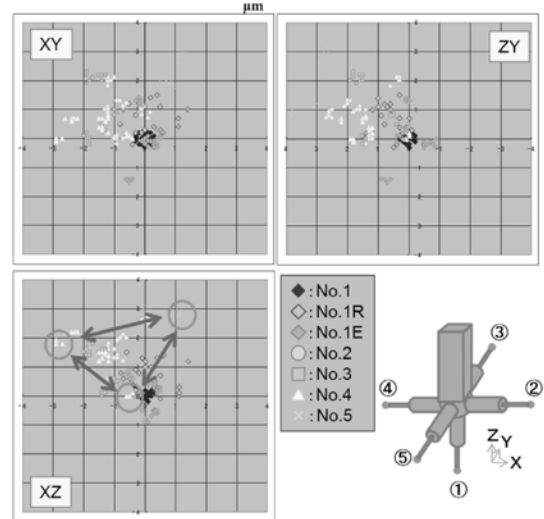 µm
XY
ZY
XZ
: No.1
: No.1R
: No.1E
: No.2
: No.3
: No.4
: No.5
③
④
②
⑤
①
Z Y
X